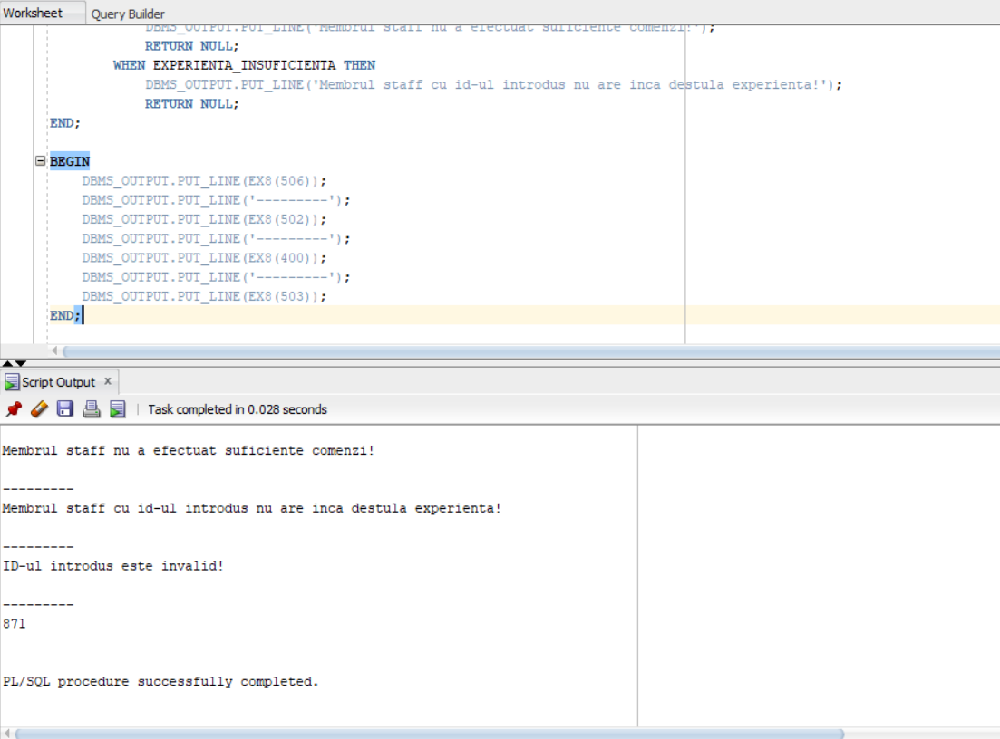 Worksheet Query Builder
DBMS_OUTPUT.PUT_LINE('Membrul staff nu a efectuat suficiente comenzi!');
RETURN NULL;
WHEN EXPERIENTA_INSUFICIENTA THEN
DBMS_OUTPUT.PUT_LINE('Membrul staff cu id-ul introdus nu are inca destula experienta!');
RETURN NULL;
END;
BEGIN
DBMS_OUTPUT.PUT_LINE(EX8(506));
DBMS_OUTPUT.PUT_LINE('---------');
DBMS_OUTPUT.PUT_LINE(EX8(502));
DBMS_OUTPUT.PUT_LINE('---------');
DBMS_OUTPUT.PUT_LINE(EX8(400));
DBMS_OUTPUT.PUT_LINE('---------');
DBMS_OUTPUT.PUT_LINE(EX8(503));
END;
Script Output x
Task completed in 0.028 seconds
Membrul staff nu a efectuat suficiente comenzi!
---------
Membrul staff cu id-ul introdus nu are inca destula experienta!
---------
ID-ul introdus este invalid!
---------
871
PL/SQL procedure successfully completed.